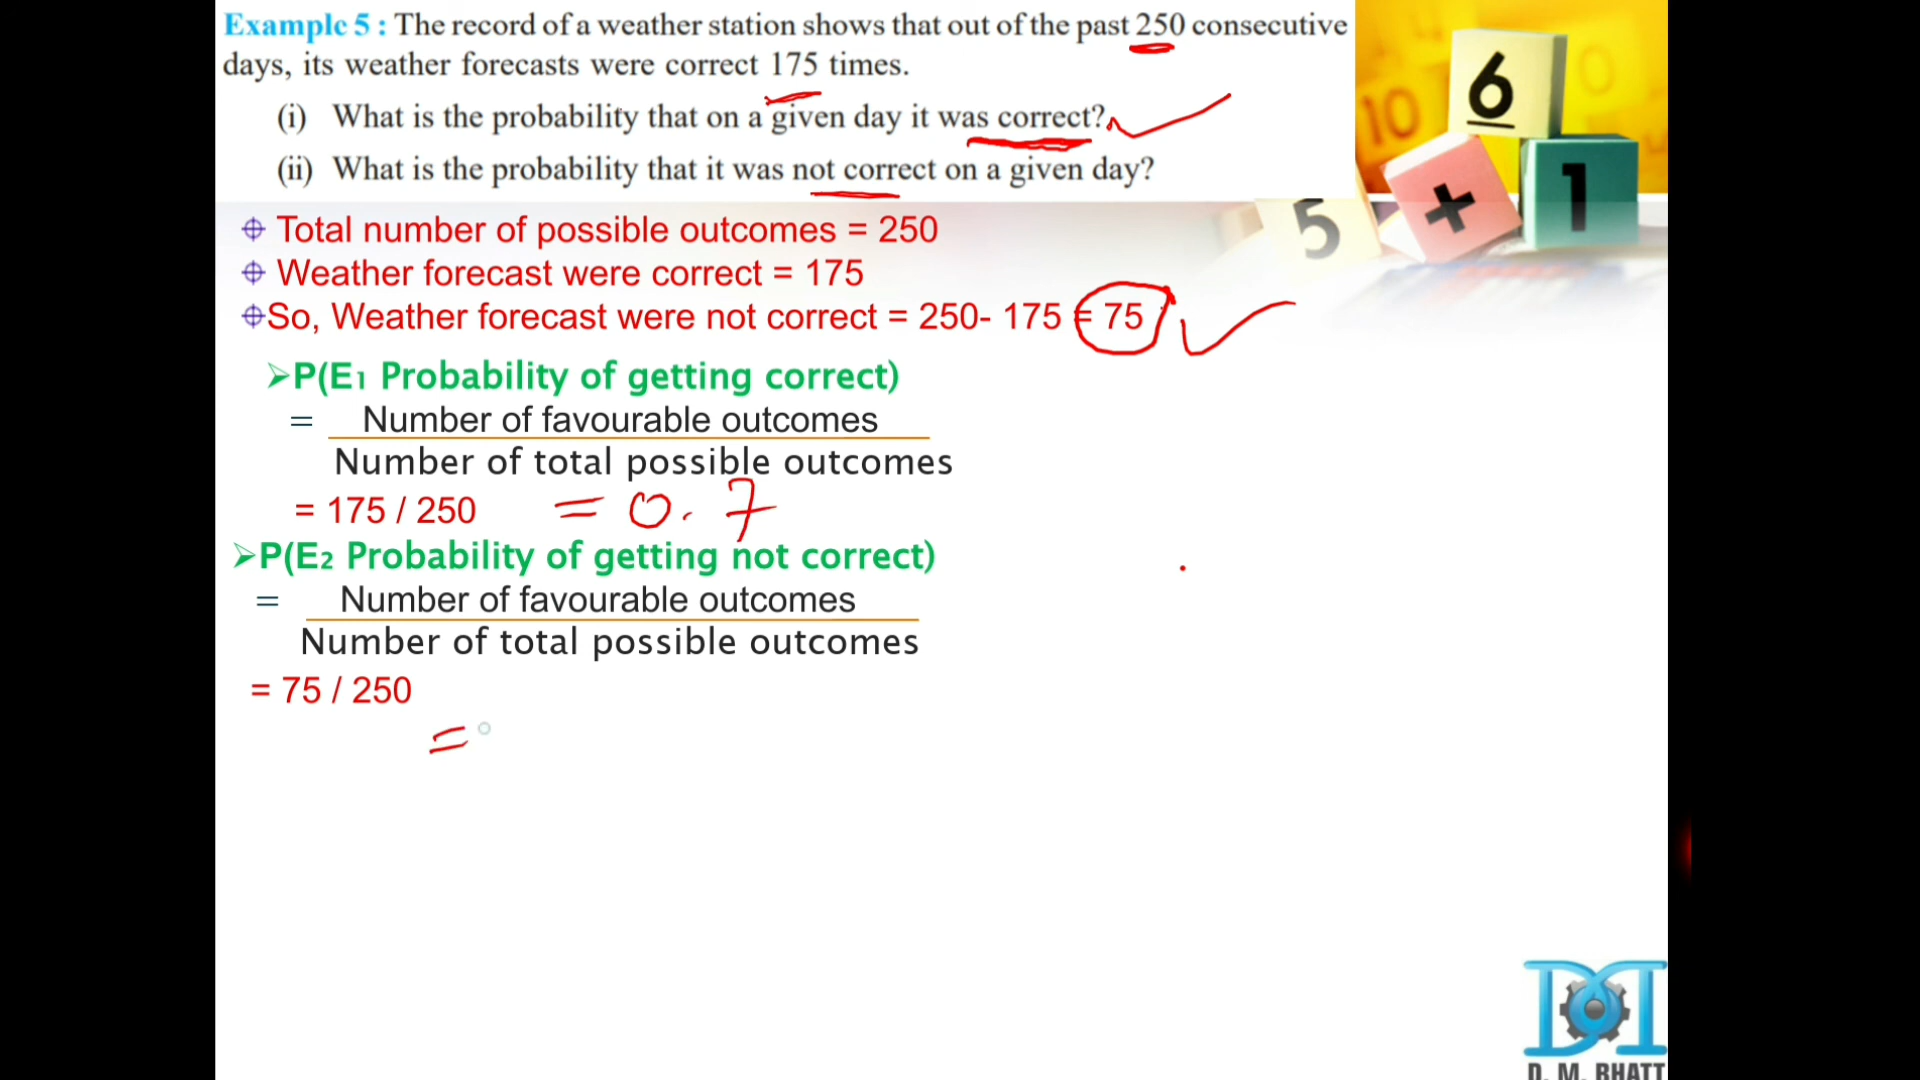 Example 5 : The record of a weather station shows that out of the past 250 consecutive
days, its weather forecasts were correct 175 times.
(i) What is the probability that on a given day it was correct?
(ii) What is the probability that it was not correct on a given day?
Total number of possible outcomes = 250
Weather forecast were correct = 175
So, Weather forecast were not correct = 250- 175 = 75
P(E1 Probability of getting correct)
= Number of favourable outcomes
Number of total possible outcomes
= 175 / 250 = 0.7
P(E2 Probability of getting not correct)
= Number of favourable outcomes
Number of total possible outcomes
= 75 / 250
=
10
6
5
+
1
D. M. BHATT